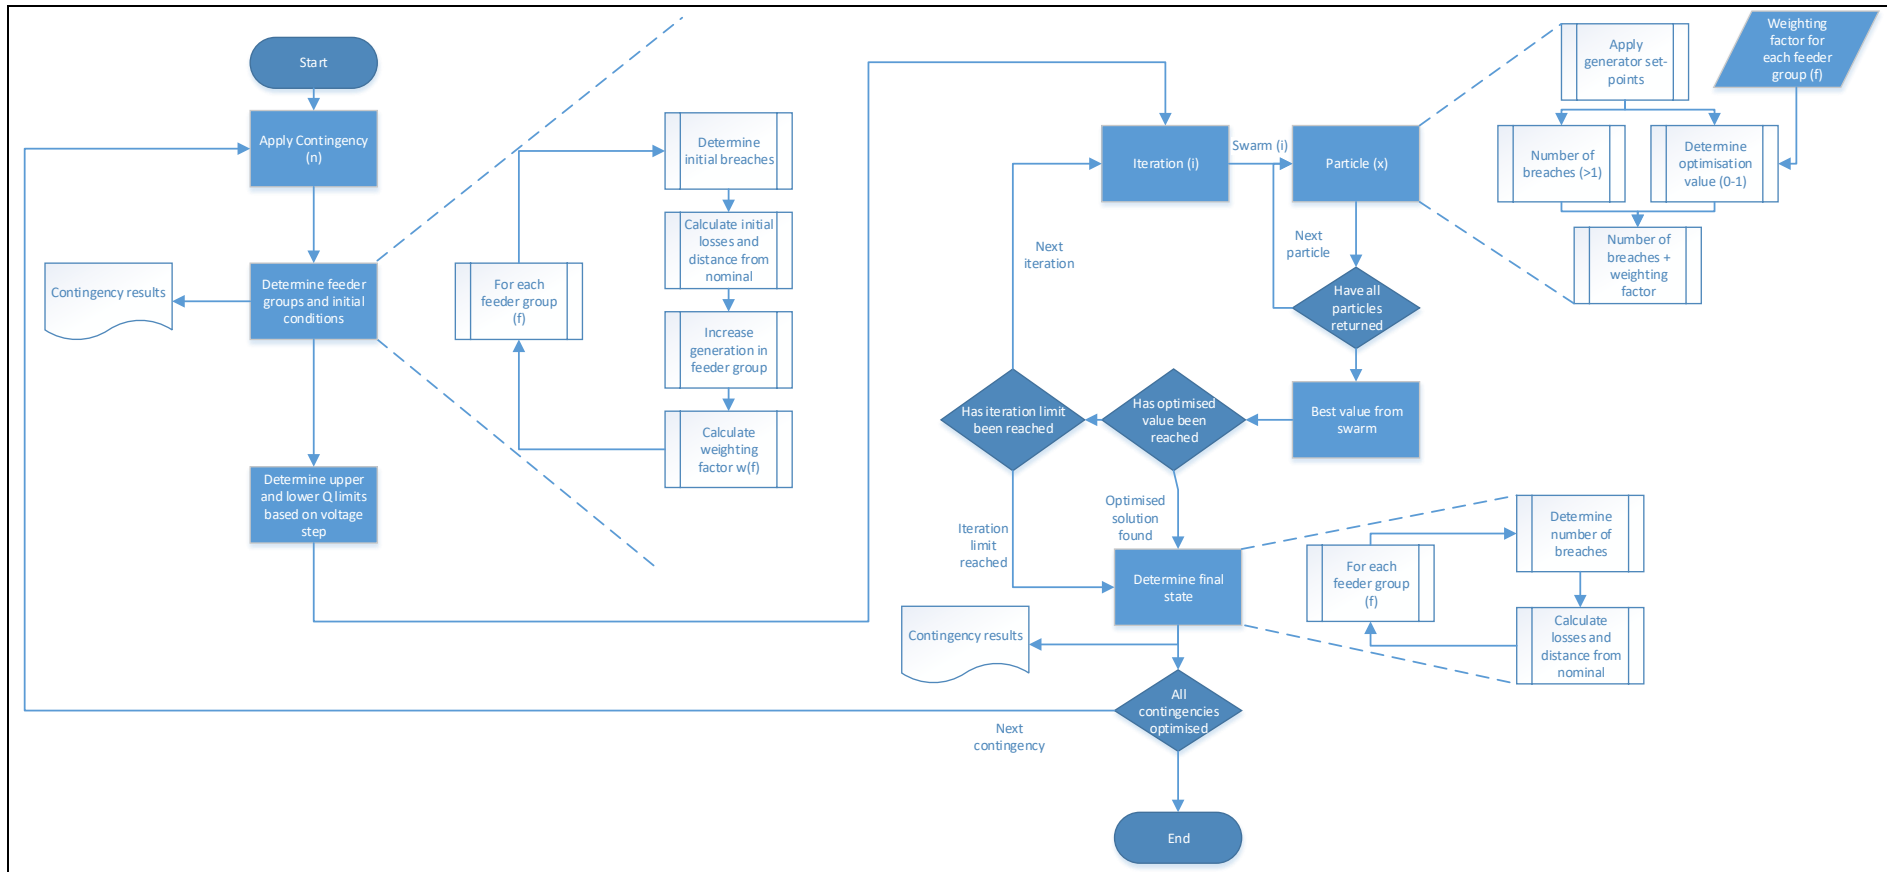 Start
Apply Contingency
(n)
Determine feeder
groups and initial
conditions
Contingency results
Determine upper
and lower Q limits
based on voltage
step
For each
feeder group
(f)
Determine
initial breaches
Calculate initial
losses and
distance from
nominal
Increase
generation in
feeder group
Calculate
weighting
factor w(f)
Iteration (i)
Swarm (i)
Particle (x)
Next
iteration
Next
particle
Have all
particles
returned
Best value from
swarm
Has optimised
value been
reached
Has iteration limit
been reached
Iteration
limit
reached
Optimised
solution
found
Determine final
state
Contingency results
All
contingencies
optimised
Next
contingency
End
Apply
generator set-
points
Weighting
factor for
each feeder
group (f)
Number of
breaches (>1)
Determine
optimisation
value (0-1)
Number of
breaches +
weighting
factor
For each
feeder group
(f)
Determine
number of
breaches
Calculate
losses and
distance from
nominal